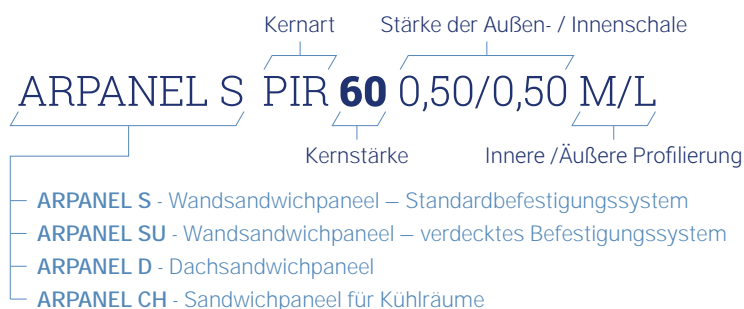 Kernart Stärke der Außen- / Innenschale
ARPANEL S PIR 60 0,50/0,50 M/L
Kernstärke Innere /Äußere Profilierung
ARPANEL S - Wandsandwichpaneel – Standardbefestigungssystem
ARPANEL SU - Wandsandwichpaneel – verdecktes Befestigungssystem
ARPANEL D - Dachsandwichpaneel
ARPANEL CH - Sandwichpaneel für Kühlräume